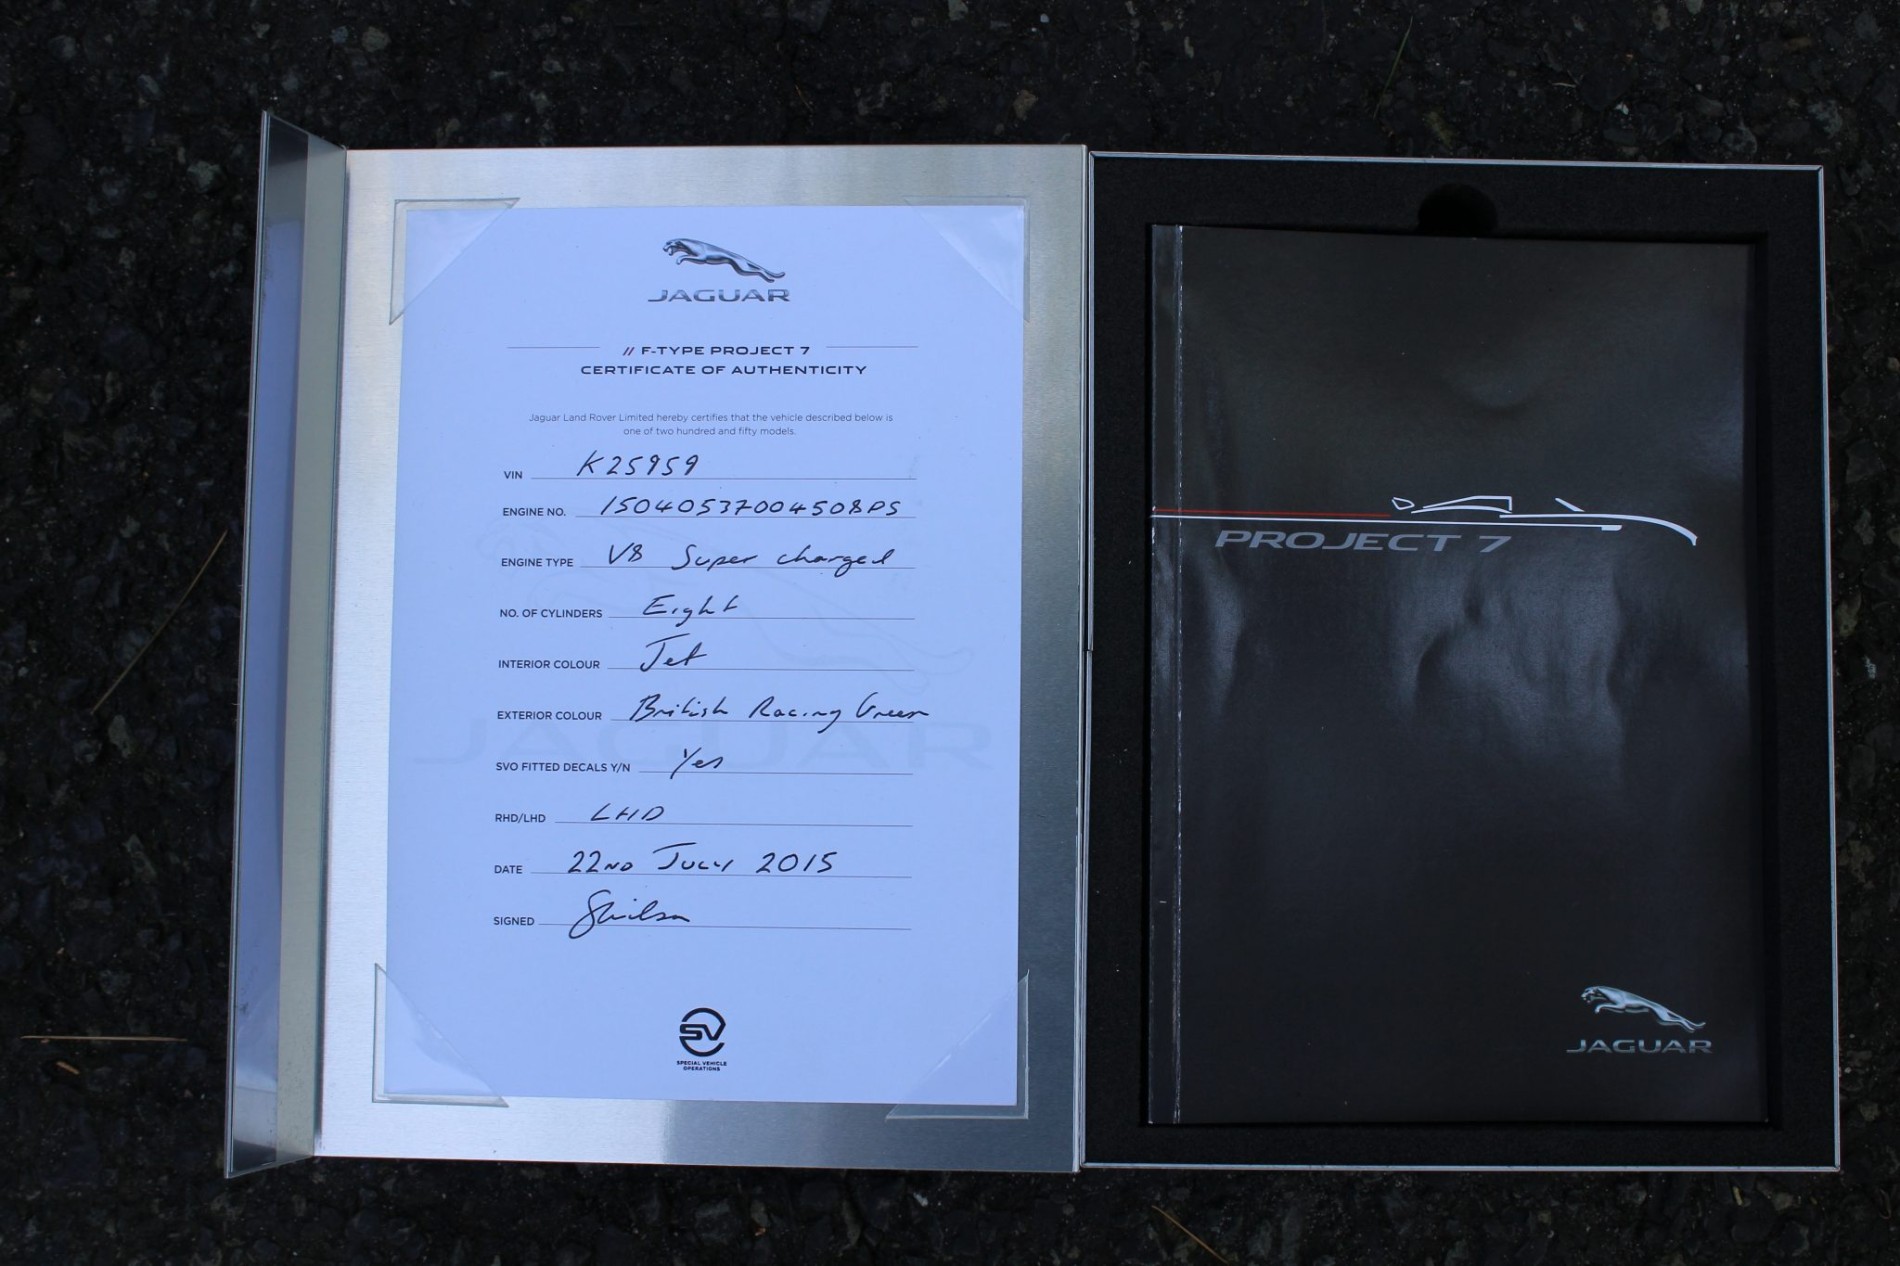 JAGUAR
// F-TYPE PROJECT 7
CERTIFICATE OF AUTHENTICITY
Jaguar Land Rover Limited hereby certifies that the vehicle described below is
one of two hundred and fifty models.
VIN K25959
ENGINE NO. 15040537004508PS
ENGINE TYPE V8 Super charged
NO. OF CYLINDERS Eight
INTERIOR COLOUR Jet
EXTERIOR COLOUR British Racing Green
SVO FITTED DECALS Y/N Yes
RHD/LHD LHD
DATE 22ND JULY 2015
SIGNED
JAGUAR
SV
SPECIAL VEHICLE
OPERATIONS
PROJECT 7
JAGUAR